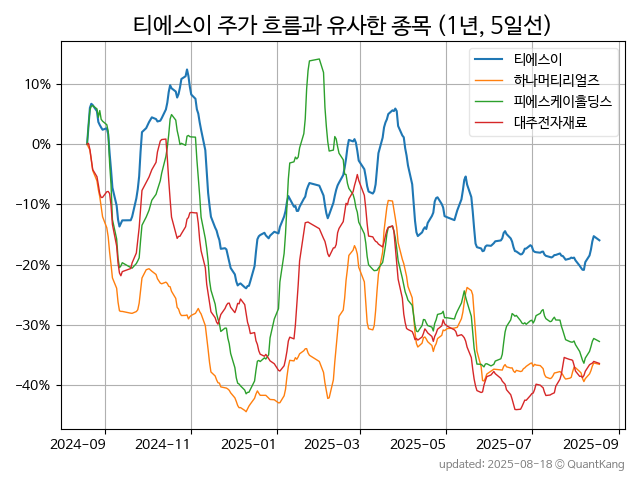 티에스이 주가 흐름과 유사한 종목 (1년, 5일선)
티에스이
하나머티리얼즈
피에스케이홀딩스
대주전자재료
10%
0%
−10%
−20%
−30%
−40%
2024-09
2024-11
2025-01
2025-03
2025-05
2025-07
2025-09
updated: 2025-08-18 © QuantKang